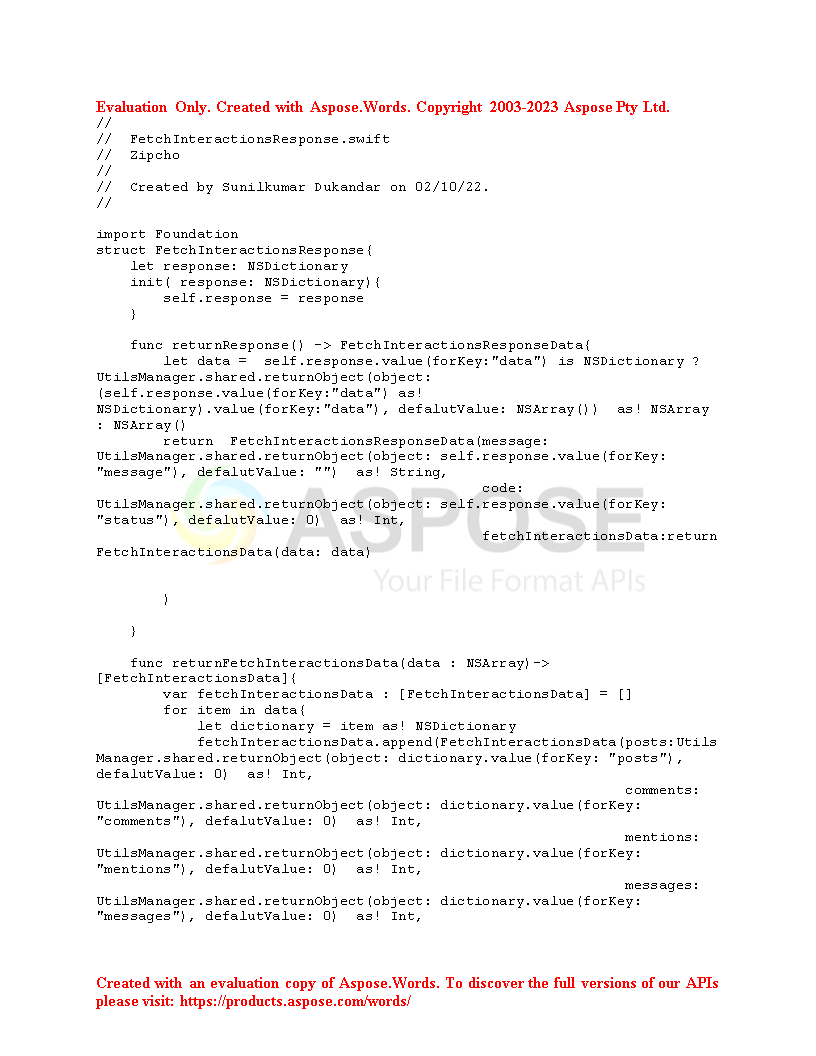 Evaluation Only. Created with Aspose.Words. Copyright 2003-2023 Aspose Pty Ltd.
//
//  FetchInteractionsResponse.swift
//  Zipcho
//
//  Created by Sunilkumar Dukandar on 02/10/22.
//
import Foundation
struct FetchInteractionsResponse{
    let response: NSDictionary
    init( response: NSDictionary){
        self.response = response
    }
    func returnResponse() -> FetchInteractionsResponseData{
        let data =  self.response.value(forKey:"data") is NSDictionary ?
UtilsManager.shared.returnObject(object:
(self.response.value(forKey:"data") as!
NSDictionary).value(forKey:"data"), defalutValue: NSArray())  as! NSArray
: NSArray()
        return  FetchInteractionsResponseData(message:
UtilsManager.shared.returnObject(object: self.response.value(forKey:
"message"), defalutValue: "")  as! String,
                                              code:
UtilsManager.shared.returnObject(object: self.response.value(forKey:
"status"), defalutValue: 0)  as! Int,
                                              fetchInteractionsData:return
FetchInteractionsData(data: data)
        )
    }
    func returnFetchInteractionsData(data : NSArray)->
[FetchInteractionsData]{
        var fetchInteractionsData : [FetchInteractionsData] = []
        for item in data{
            let dictionary = item as! NSDictionary
            fetchInteractionsData.append(FetchInteractionsData(posts:Utils
Manager.shared.returnObject(object: dictionary.value(forKey: "posts"),
defalutValue: 0)  as! Int,
                                                               comments:
UtilsManager.shared.returnObject(object: dictionary.value(forKey:
"comments"), defalutValue: 0)  as! Int,
                                                               mentions:
UtilsManager.shared.returnObject(object: dictionary.value(forKey:
"mentions"), defalutValue: 0)  as! Int,
                                                               messages:
UtilsManager.shared.returnObject(object: dictionary.value(forKey:
"messages"), defalutValue: 0)  as! Int,
ASPOSE
Your File Format APIs
Created with an evaluation copy of Aspose.Words. To discover the full versions of our APIs
please visit: https://products.aspose.com/words/